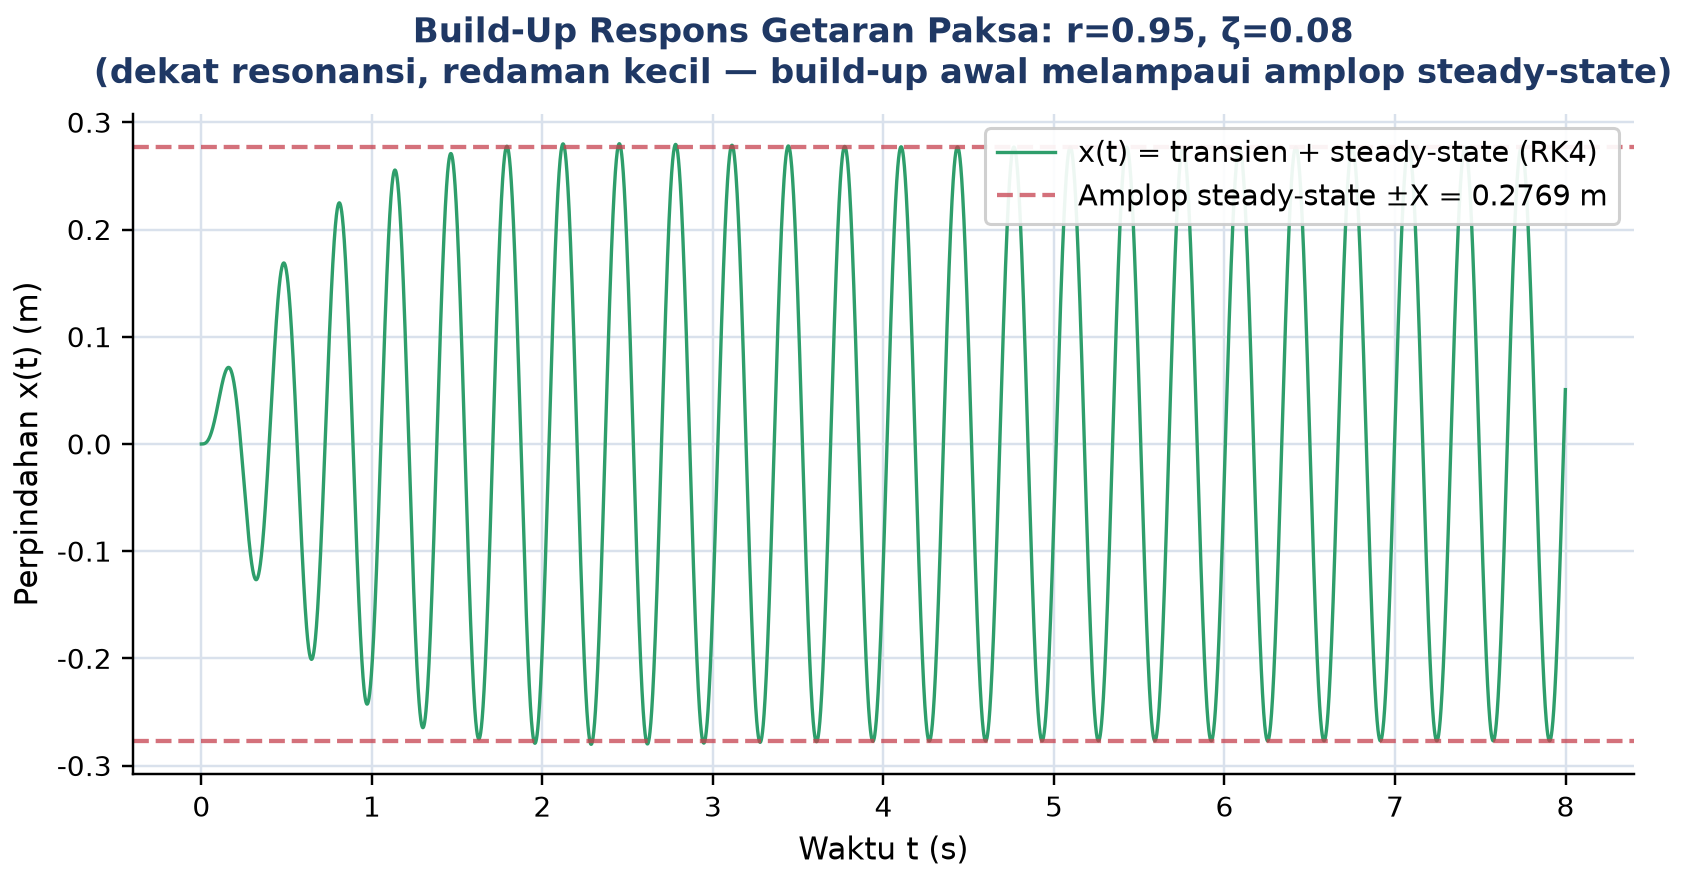 Build-Up Respons Getaran Paksa: r=0.95, ζ=0.08
(dekat resonansi, redaman kecil — build-up awal melampaui amplop steady-state)
x(t) = transien + steady-state (RK4)
Amplop steady-state ±X = 0.2769 m
Perpindahan x(t) (m)
0.3
0.2
0.1
0.0
-0.1
-0.2
-0.3
0 1 2 3 4 5 6 7 8
Waktu t (s)